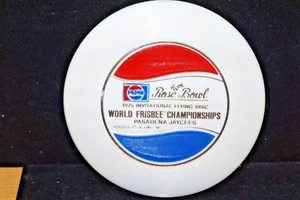 PEPSI
Rose Bowl
1975 INVITATIONAL FLYING DISC
WORLD FRISBEE CHAMPIONSHIPS
PASADENA JAYCEES